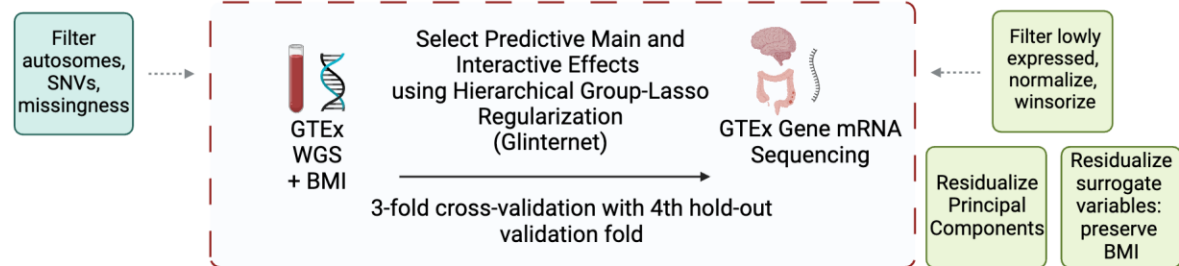 Filter
autosomes,
SNVs,
missingness
GTEx
WGS
+ BMI
Select Predictive Main and
Interactive Effects
using Hierarchical Group-Lasso
Regularization
(Glinternet)
3-fold cross-validation with 4th hold-out
validation fold
GTEx Gene mRNA
Sequencing
Filter lowly
expressed,
normalize,
winsorize
Residualize
Principal
Components
Residualize
surrogate
variables:
preserve
BMI